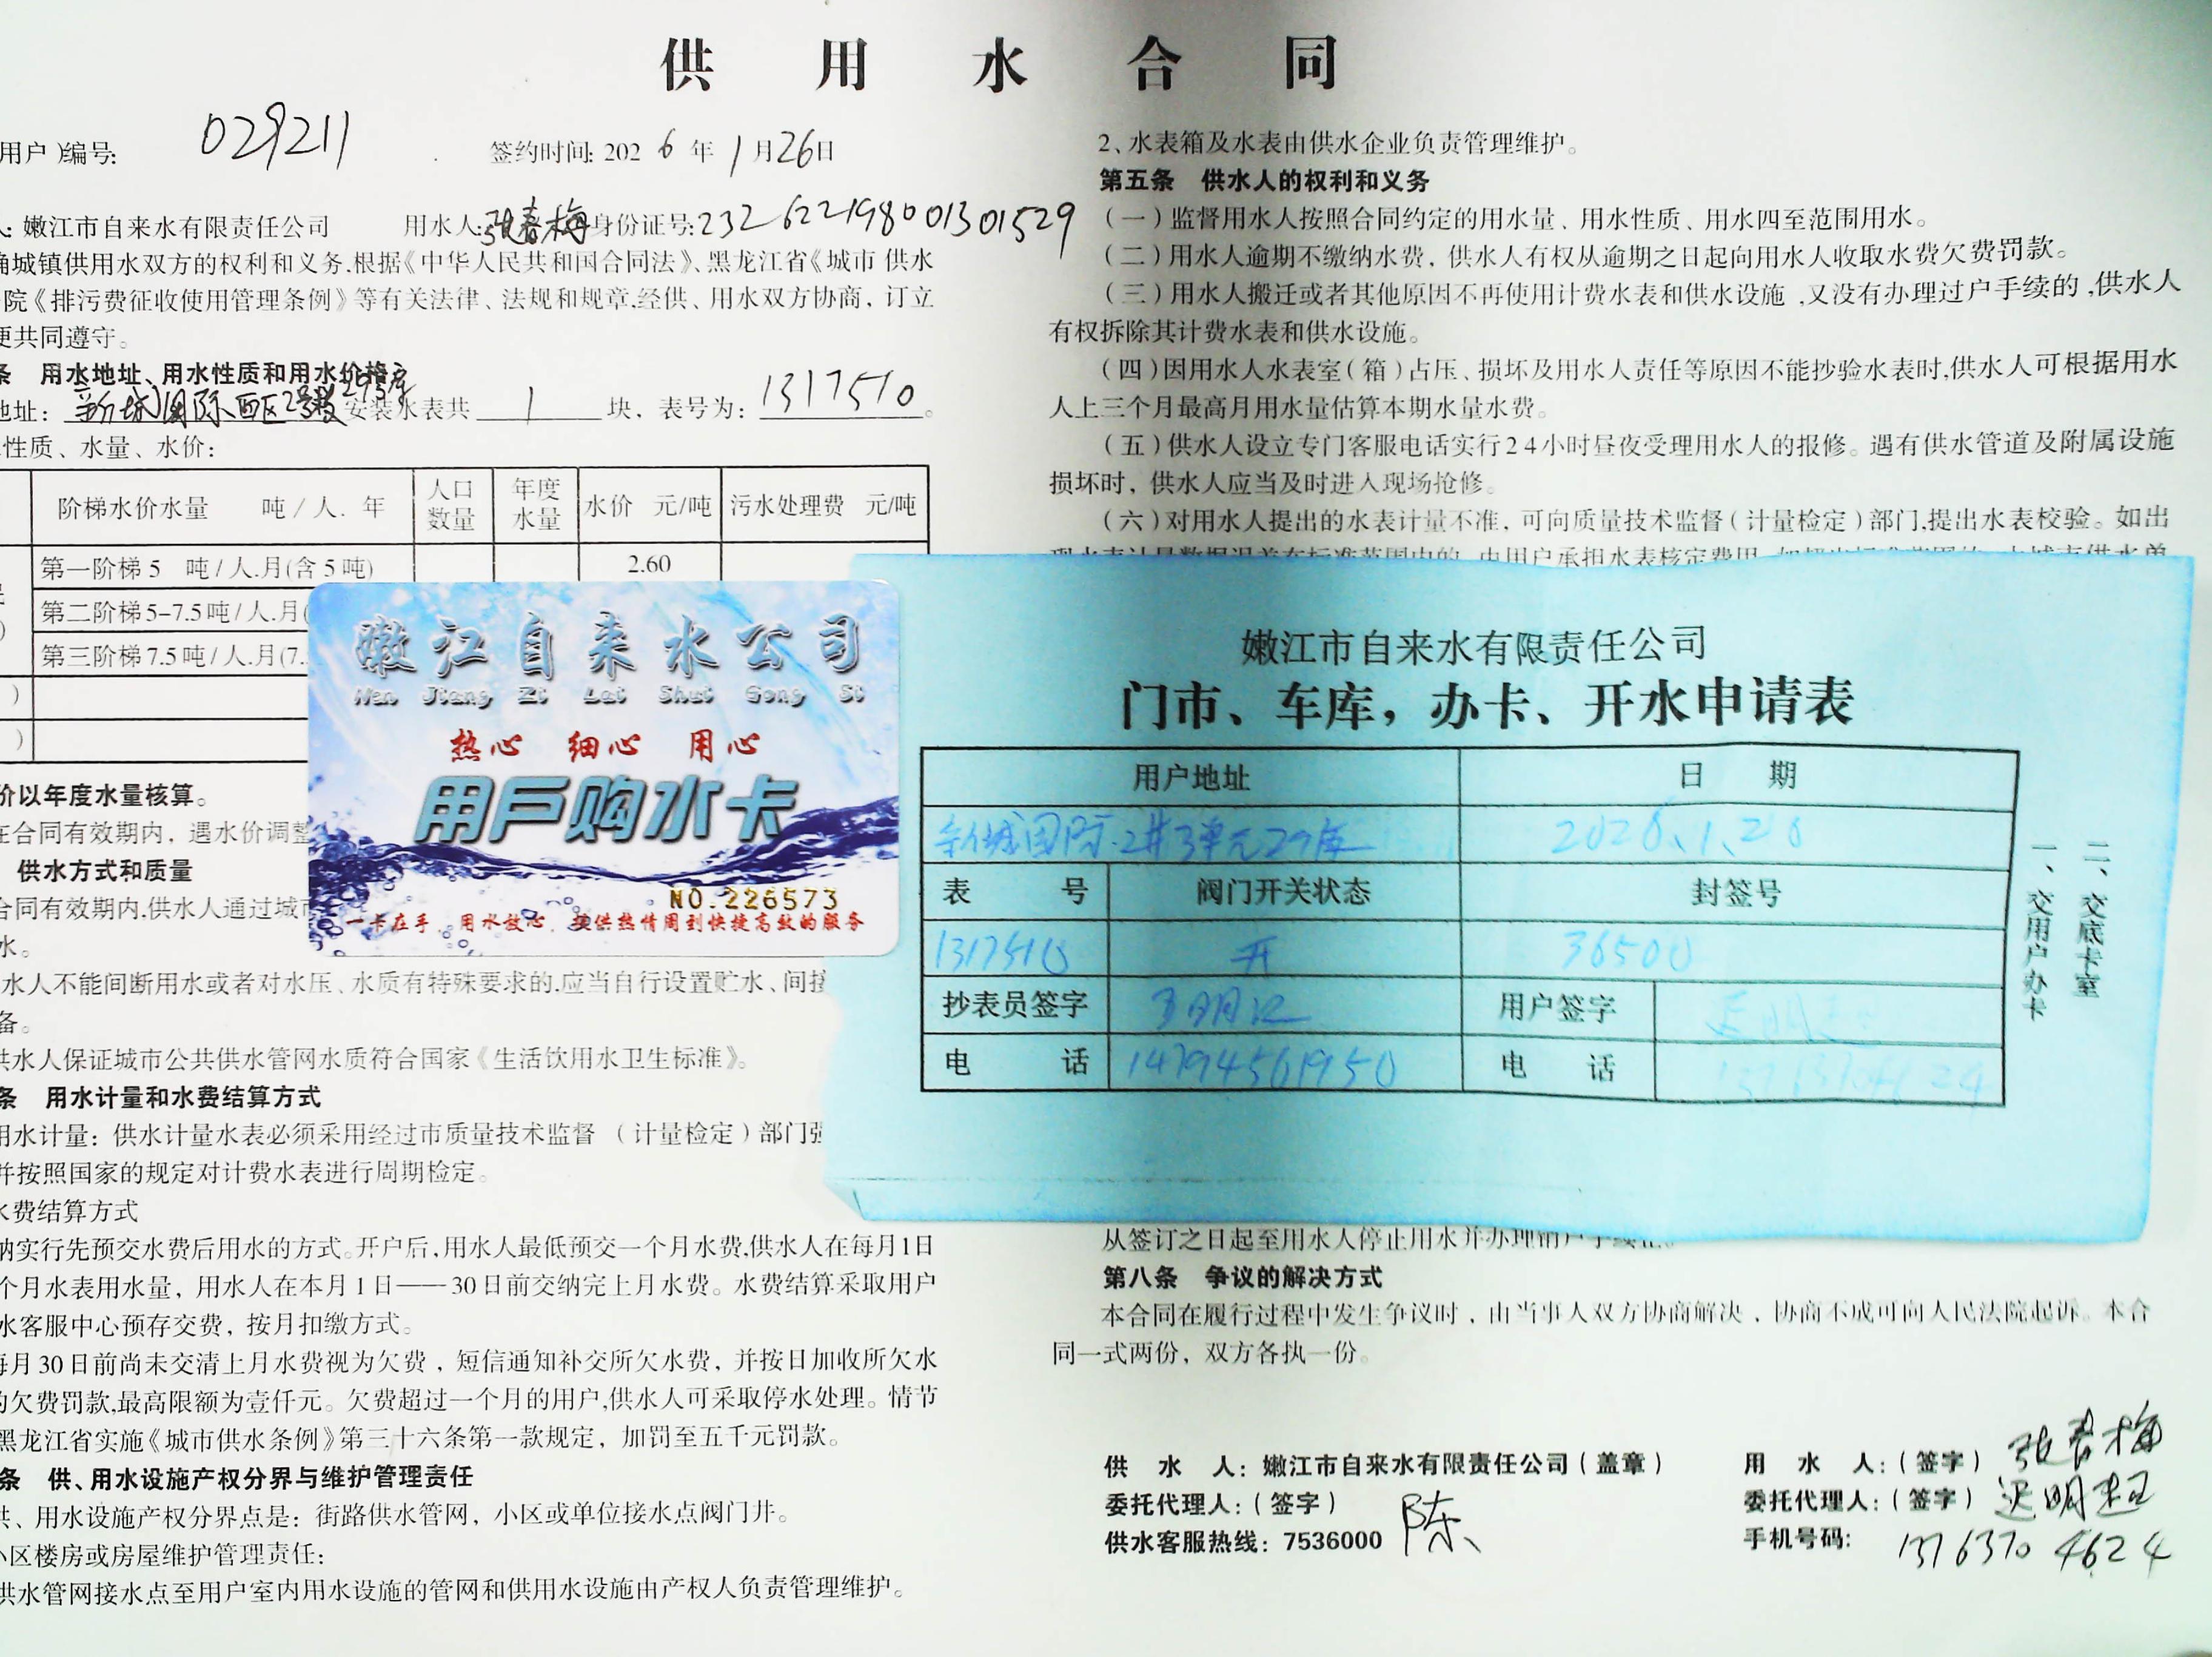 供 用 水 合 同
用户)编号: 029211 签约时间: 2026年1月26日
: 嫩江市自来水有限责任公司 用水人: 张春梅 身份证号: 232622198001301529
城镇供用水双方的权利和义务,根据《中华人民共和国合同法》、黑龙江省《城市 供水
院《排污费征收使用管理条例》等有关法律、法规和规章,经供、用水双方协商, 订立
更共同遵守。
条 用水地址、用水性质和用水价格
地址: 新城国际西区2号楼29号库 安装水表共 1 块, 表号为: 1317510。
性质、水量、水价:
阶梯水价水量 吨/人. 年 人口数量 年度水量 水价 元/吨 污水处理费 元/吨
第一阶梯 5 吨/人.月(含5吨) 2.60
第二阶梯 5-7.5吨/人.月(
第三阶梯 7.5吨/人.月(7.
)
)
价以年度水量核算。
在合同有效期内, 遇水价调整
供水方式和质量
合同有效期内,供水人通过城市
水。
水人不能间断用水或者对水压、水质有特殊要求的,应当自行设置贮水、间接
备。
供水人保证城市公共供水管网水质符合国家《生活饮用水卫生标准》。
条 用水计量和水费结算方式
用水计量: 供水计量水表必须采用经过市质量技术监督 (计量检定)部门强
并按照国家的规定对计费水表进行周期检定。
水费结算方式
纳实行先预交水费后用水的方式。开户后,用水人最低预交一个月水费,供水人在每月1日
个月水表用水量, 用水人在本月1日——30日前交纳完上月水费。水费结算采取用户
水客服中心预存交费, 按月扣缴方式。
每月30日前尚未交清上月水费视为欠费, 短信通知补交所欠水费, 并按日加收所欠水
的欠费罚款,最高限额为壹仟元。欠费超过一个月的用户,供水人可采取停水处理。情节
黑龙江省实施《城市供水条例》第三十六条第一款规定, 加罚至五千元罚款。
条 供、用水设施产权分界与维护管理责任
供、用水设施产权分界点是: 街路供水管网, 小区或单位接水点阀门井。
小区楼房或房屋维护管理责任:
供水管网接水点至用户室内用水设施的管网和供用水设施由产权人负责管理维护。
2、水表箱及水表由供水企业负责管理维护。
第五条 供水人的权利和义务
(一)监督用水人按照合同约定的用水量、用水性质、用水四至范围用水。
(二)用水人逾期不缴纳水费, 供水人有权从逾期之日起向用水人收取水费欠费罚款。
(三)用水人搬迁或者其他原因不再使用计费水表和供水设施,又没有办理过户手续的,供水人
有权拆除其计费水表和供水设施。
(四)因用水人水表室(箱)占压、损坏及用水人责任等原因不能抄验水表时,供水人可根据用水
人上三个月最高月用水量估算本期水量水费。
(五)供水人设立专门客服电话实行24小时昼夜受理用水人的报修。遇有供水管道及附属设施
损坏时, 供水人应当及时进入现场抢修。
(六)对用水人提出的水表计量不准, 可向质量技术监督(计量检定)部门,提出水表校验。如出
嫩江自来水公司
Nen Jiang Zi Lai Shui Gong Si
热心 细心 用心
用戶购水卡
NO.226573
一卡在手, 用水放心, 提供热情周到快捷高效的服务
嫩江市自来水有限责任公司
门市、车库,办卡、开水申请表
用户地址 日 期
新城国际.2#3单元29库 2026.1.26
表 号 阀门开关状态 封签号
1317510 开 36500
抄表员签字 用户签字 迟明超
电 话 14794561950 电 话 13763704624
一、交用户办卡
二、交底卡室
从签订之日起至用水人停止用水并办理销户手续止。
第八条 争议的解决方式
本合同在履行过程中发生争议时, 由当事人双方协商解决, 协商不成可向人民法院起诉。本合
同一式两份, 双方各执一份。
供 水 人: 嫩江市自来水有限责任公司(盖章)
委托代理人:(签字) 陈
供水客服热线: 7536000
用 水 人:(签字) 张春梅
委托代理人:(签字) 迟明超
手机号码: 13763704624